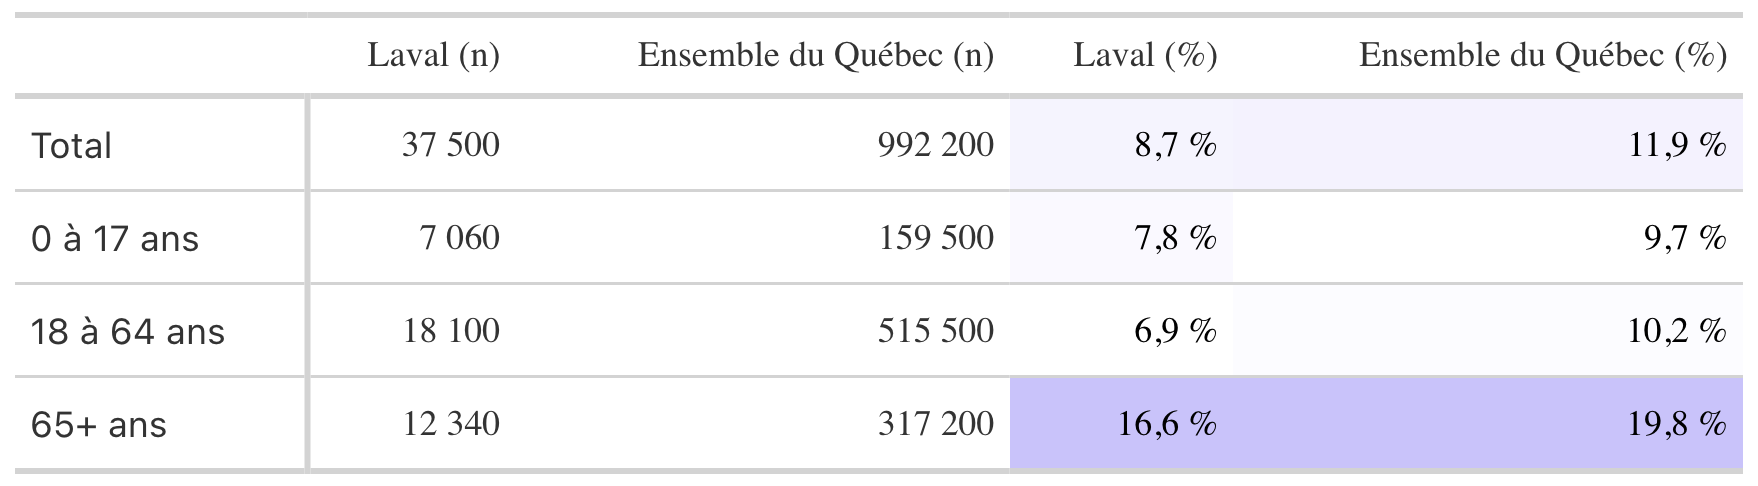 Laval (n) Ensemble du Québec (n) Laval (%) Ensemble du Québec (%)
Total 37 500 992 200 8,7 % 11,9 %
0 à 17 ans 7 060 159 500 7,8 % 9,7 %
18 à 64 ans 18 100 515 500 6,9 % 10,2 %
65+ ans 12 340 317 200 16,6 % 19,8 %